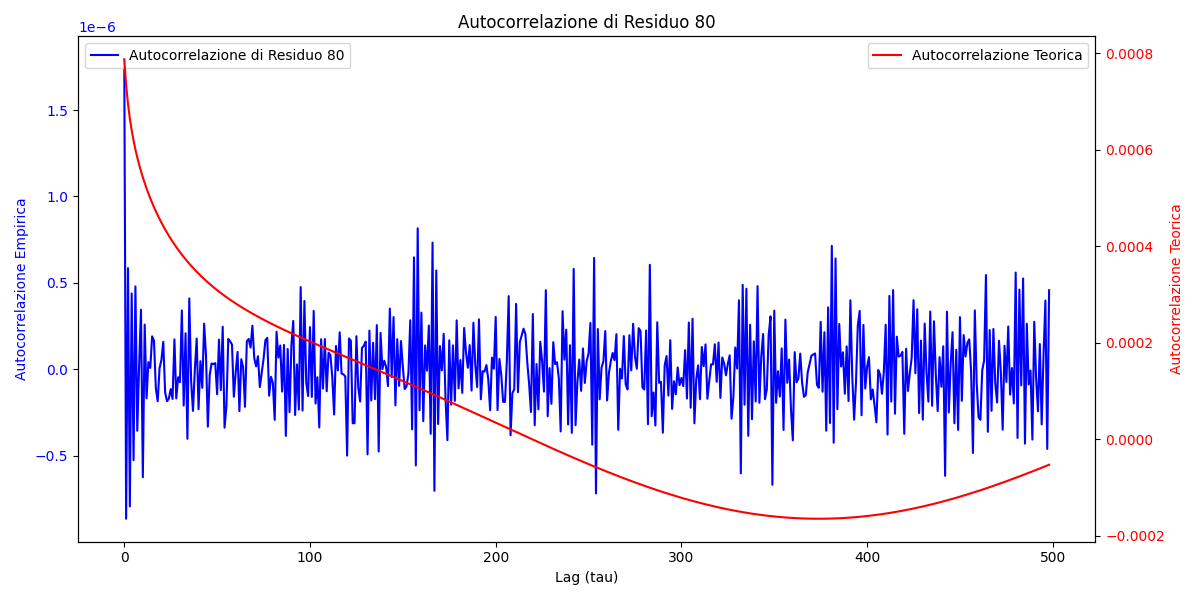 Autocorrelazione di Residuo 80
1e−6
Autocorrelazione di Residuo 80
Autocorrelazione Teorica
1.5
1.0
0.5
0.0
−0.5
Autocorrelazione Empirica
0.0008
0.0006
0.0004
0.0002
0.0000
−0.0002
Autocorrelazione Teorica
0
100
200
300
400
500
Lag (tau)